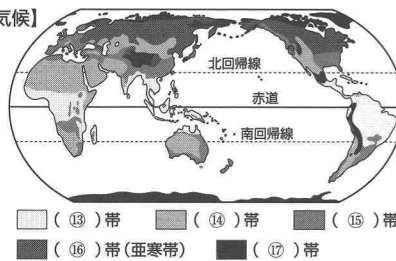 気候】
北回帰線
赤道
南回帰線
( ⑬ )帯 ( ⑭ )帯 ( ⑮ )帯
( ⑯ )帯(亜寒帯) ( ⑰ )帯